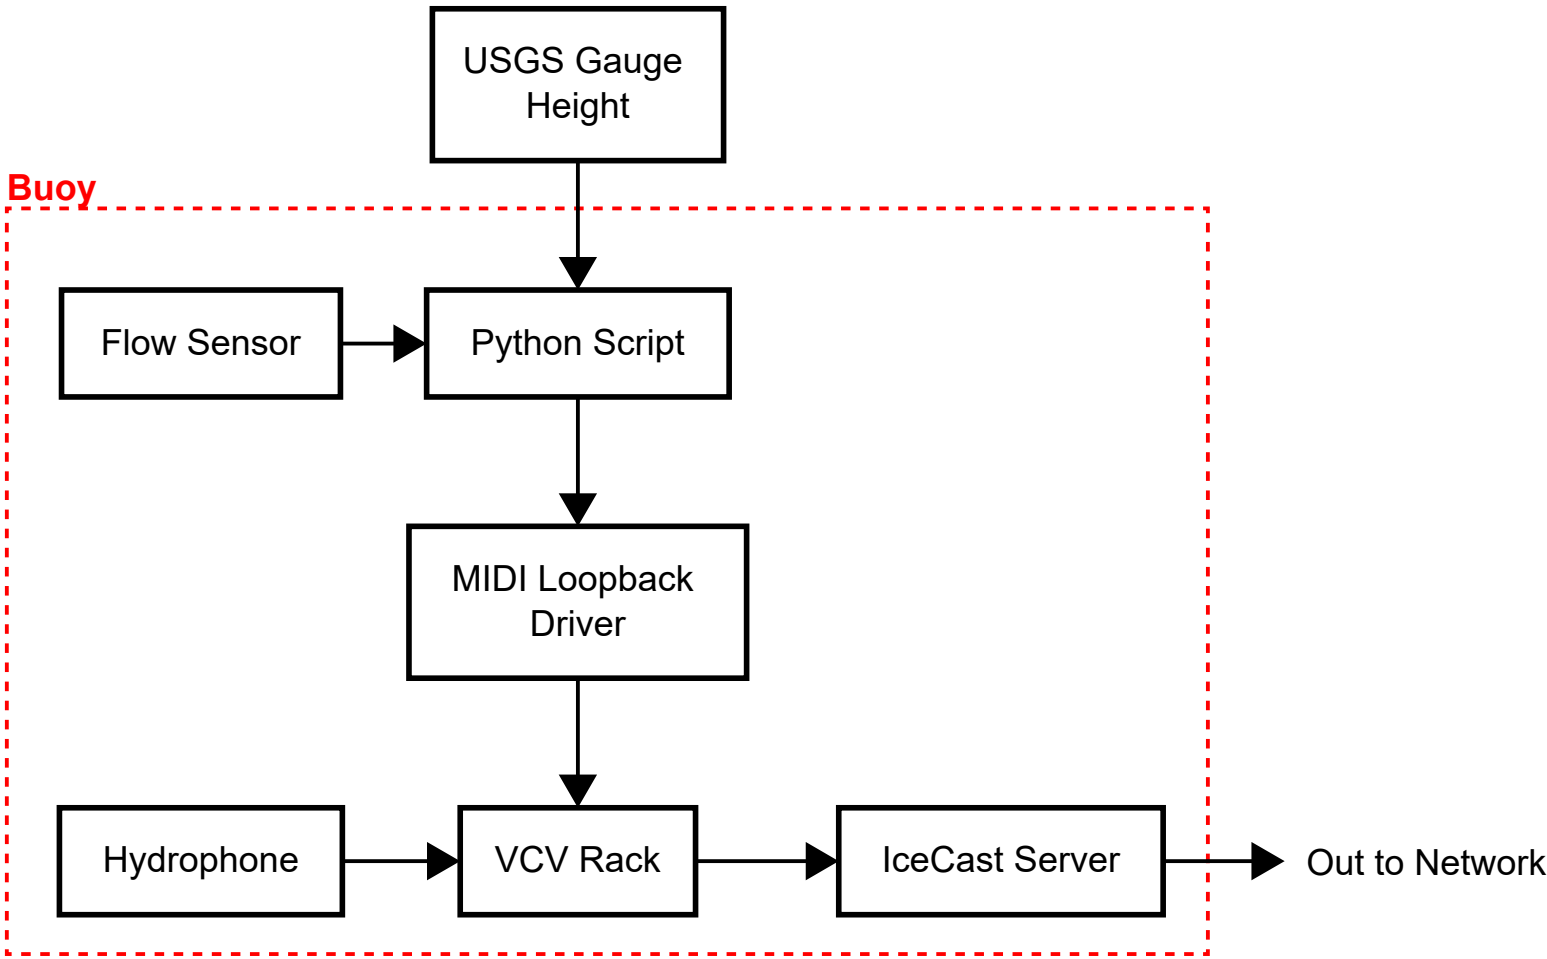 USGS Gauge
Height
Buoy
Flow Sensor
Python Script
MIDI Loopback
Driver
Hydrophone
VCV Rack
IceCast Server
Out to Network